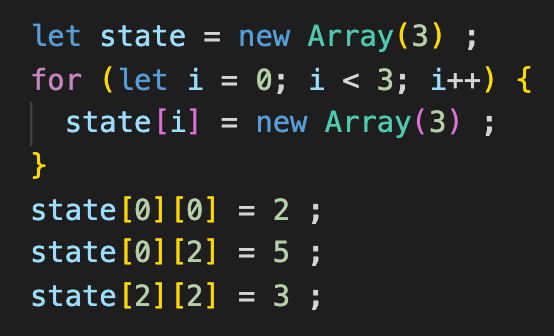 let state = new Array(3) ;
for (let i = 0; i < 3; i++) {
  state[i] = new Array(3) ;
}
state[0][0] = 2 ;
state[0][2] = 5 ;
state[2][2] = 3 ;